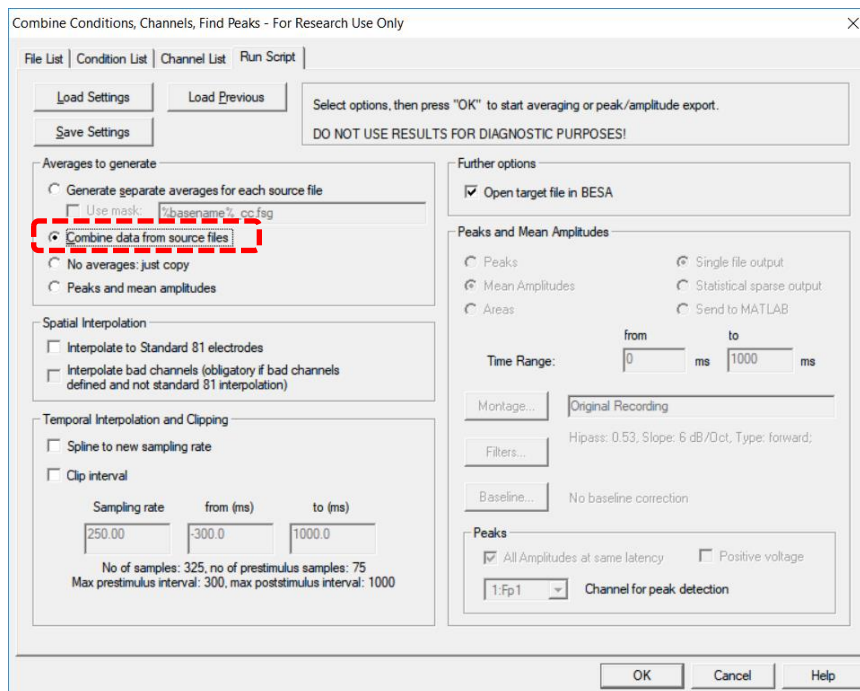 Combine Conditions, Channels, Find Peaks - For Research Use Only
File List
Condition List
Channel List
Run Script
Load Settings
Load Previous
Save Settings
Select options, then press "OK" to start averaging or peak/amplitude export.
DO NOT USE RESULTS FOR DIAGNOSTIC PURPOSES!
Averages to generate
Generate separate averages for each source file
Use mask:
%basename%_cc.fsg
Combine data from source files
No averages: just copy
Peaks and mean amplitudes
Spatial Interpolation
Interpolate to Standard 81 electrodes
Interpolate bad channels (obligatory if bad channels
defined and not standard 81 interpolation)
Temporal Interpolation and Clipping
Spline to new sampling rate
Clip interval
Sampling rate
from (ms)
to (ms)
250.00
-300.0
1000.0
No of samples: 325, no of prestimulus samples: 75
Max prestimulus interval: 300, max poststimulus interval: 1000
Further options
Open target file in BESA
Peaks and Mean Amplitudes
Peaks
Single file output
Mean Amplitudes
Statistical sparse output
Areas
Send to MATLAB
from
to
Time Range:
0
ms
1000
ms
Montage...
Original Recording
Filters...
Hipass: 0.53, Slope: 6 dB/Oct, Type: forward;
Baseline...
No baseline correction
Peaks
All Amplitudes at same latency
Positive voltage
1:Fp1
Channel for peak detection
OK
Cancel
Help